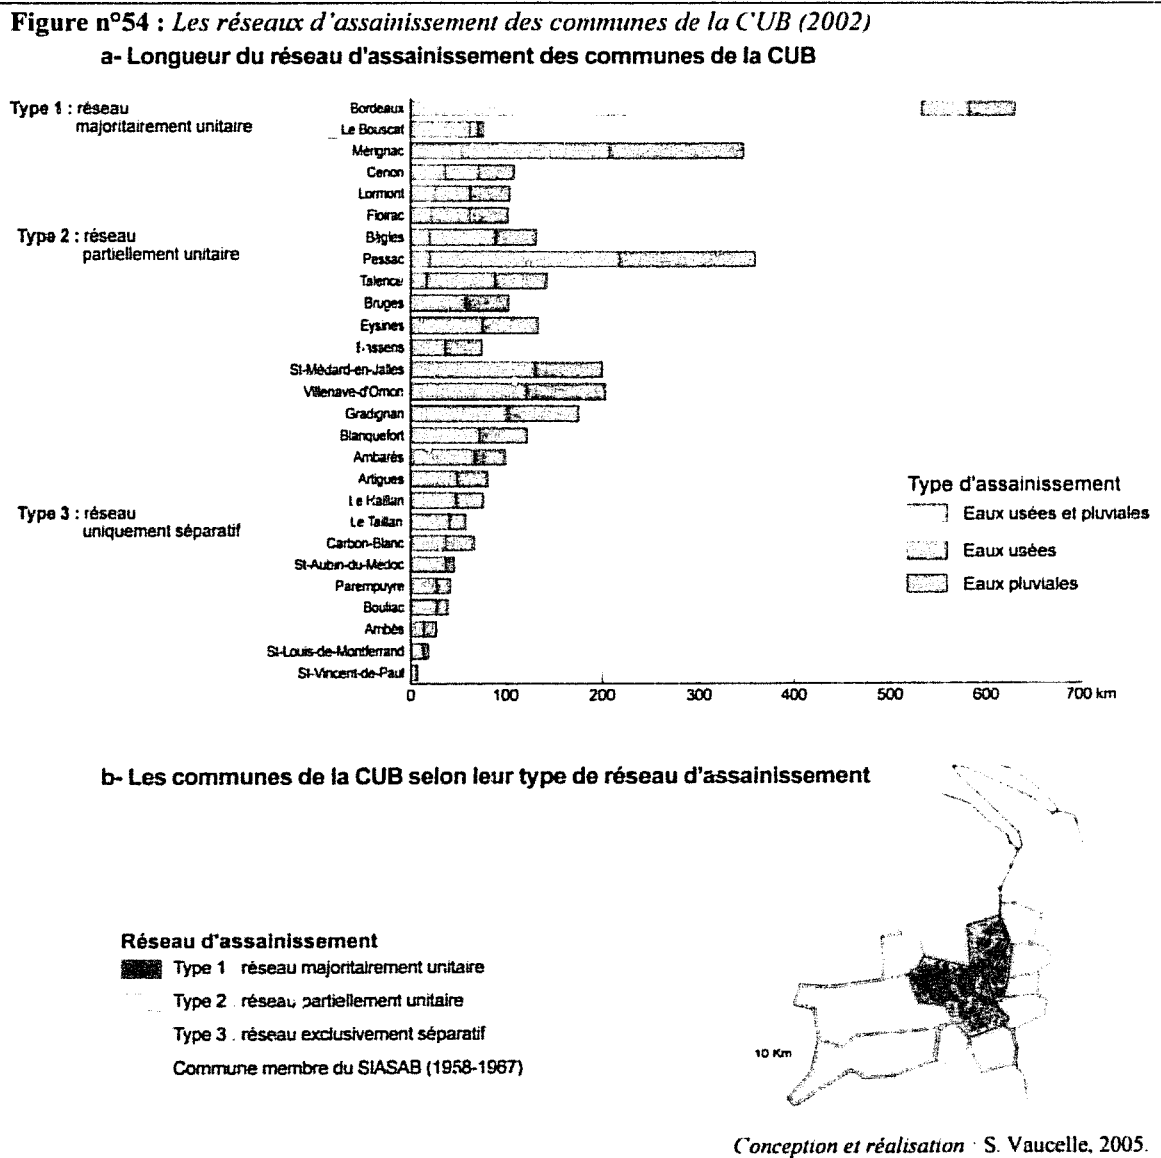 Figure n°54 : Les réseaux d'assainissement des communes de la CUB (2002)
a- Longueur du réseau d'assainissement des communes de la CUB
Type 1 : réseau
majoritairement unitaire
Type 2 : réseau
partiellement unitaire
Type 3 : réseau
uniquement séparatif
Bordeaux
Le Bouscat
Mérignac
Cenon
Lormont
Floirac
Bègles
Pessac
Talence
Bruges
Eysines
St-Médard-en-Jalles
Villenave-d'Ornon
Gradignan
Blanquefort
Ambarès
Artigues
Le Haillan
Le Taillan
Carbon-Blanc
St-Aubin-du-Médoc
Parempuyre
Bouliac
Ambès
St-Louis-de-Montferrand
St-Vincent-de-Paul
0 100 200 300 400 500 600 700 km
Type d'assainissement
Eaux usées et pluviales
Eaux usées
Eaux pluviales
b- Les communes de la CUB selon leur type de réseau d'assainissement
Réseau d'assainissement
Type 1 réseau majoritairement unitaire
Type 2 . réseau partiellement unitaire
Type 3 . réseau exclusivement séparatif
Commune membre du SIASAB (1958-1967)
10 Km
Conception et réalisation : S. Vaucelle, 2005.